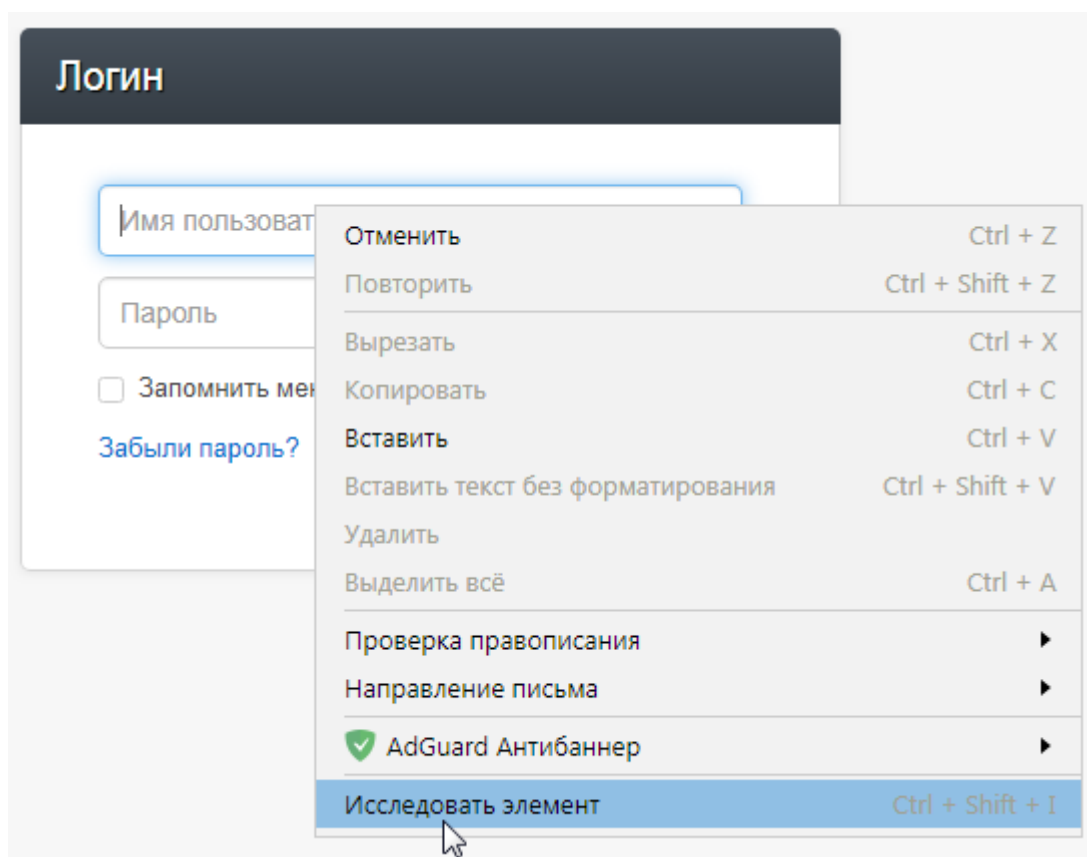 Логин
Имя пользоват
Пароль
Запомнить мен
Забыли пароль?
Отменить Ctrl + Z
Повторить Ctrl + Shift + Z
Вырезать Ctrl + X
Копировать Ctrl + C
Вставить Ctrl + V
Вставить текст без форматирования Ctrl + Shift + V
Удалить
Выделить всё Ctrl + A
Проверка правописания
Направление письма
AdGuard Антибаннер
Исследовать элемент Ctrl + Shift + I